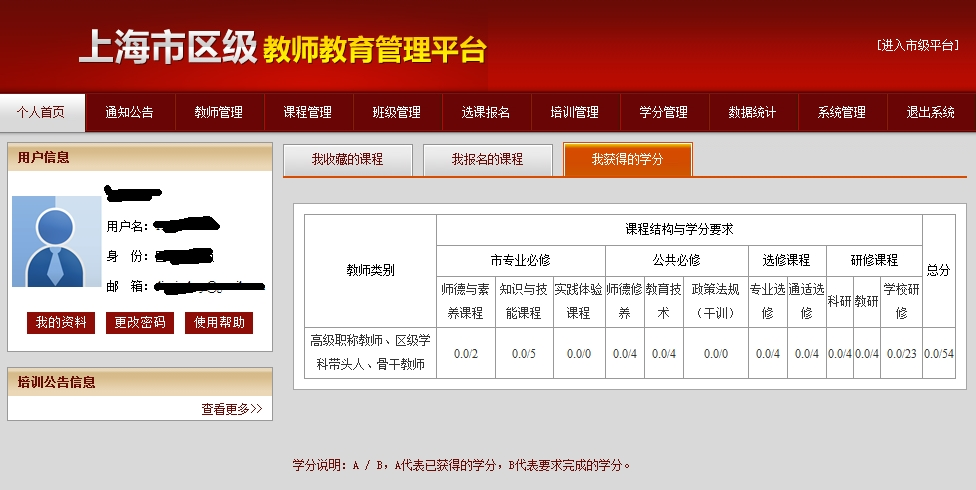 上海市区级 教师教育管理平台
[进入市级平台]
个人首页 通知公告 教师管理 课程管理 班级管理 选课报名 培训管理 学分管理 数据统计 系统管理 退出系统
用户信息
用户名：
身 份：
邮 箱：
我的资料 更改密码 使用帮助
培训公告信息
查看更多>>
我收藏的课程 我报名的课程 我获得的学分
教师类别 课程结构与学分要求 总分
市专业必修 公共必修 选修课程 研修课程
师德与素养课程 知识与技能课程 实践体验课程 师德修养 教育技术 政策法规（干训） 专业选修 通适选修 科研 教研 学校研修
高级职称教师、区级学科带头人、骨干教师 0.0/2 0.0/5 0.0/0 0.0/4 0.0/4 0.0/0 0.0/4 0.0/4 0.0/4 0.0/4 0.0/23 0.0/54
学分说明：A / B，A代表已获得的学分，B代表要求完成的学分。